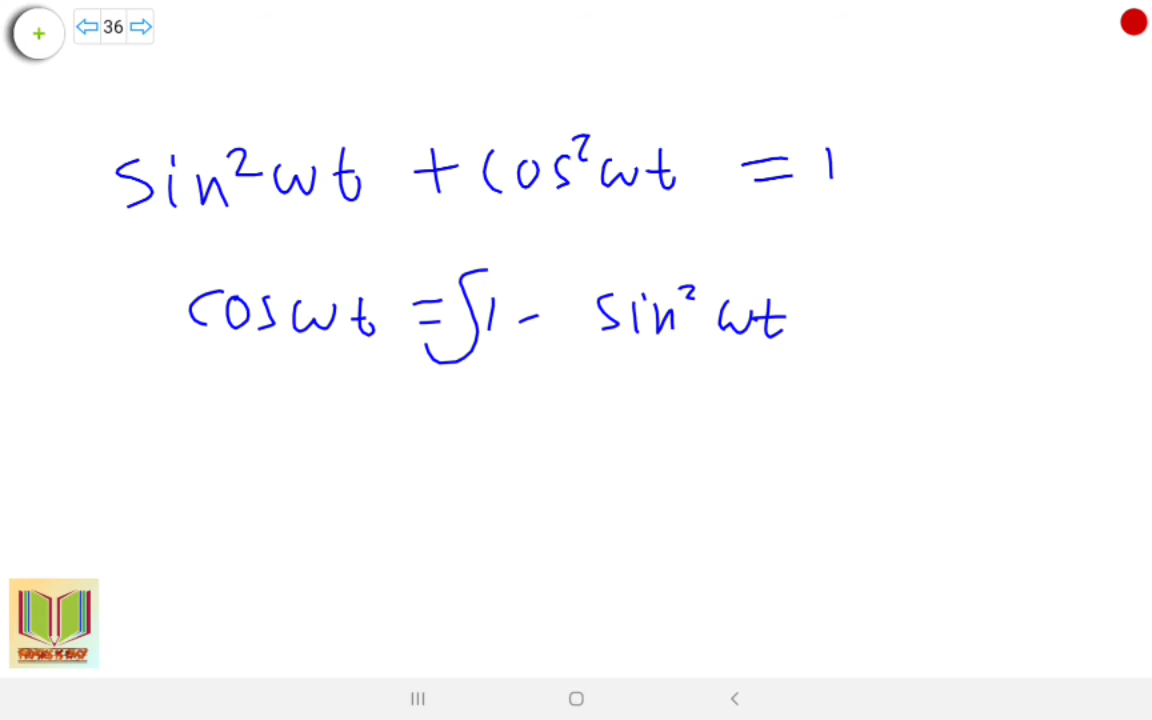 36
sin²ωt + cos²ωt = 1
cosωt = ∫1 - sin²ωt